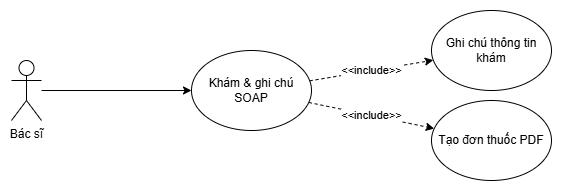 Ghi chú thông tin
khám
<<include>>
Khám & ghi chú
SOAP
<<include>>
Bác sĩ
Tạo đơn thuốc PDF